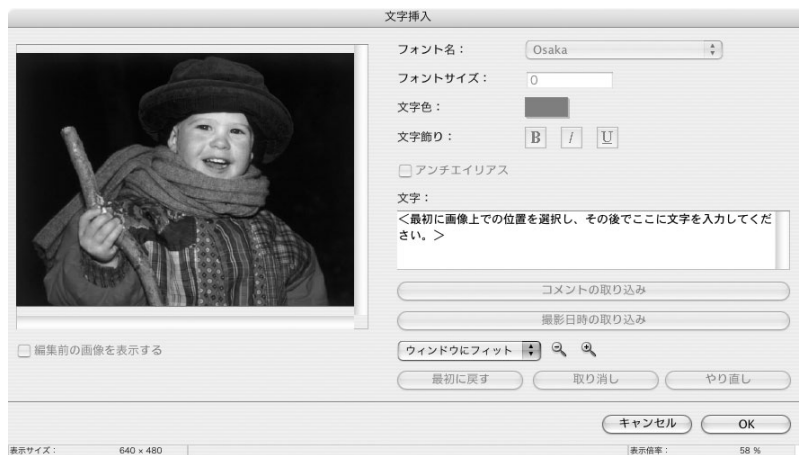 文字挿入
フォント名：
Osaka
フォントサイズ：
0
文字色：
文字飾り：
B
I
U
アンチエイリアス
文字：
＜最初に画像上での位置を選択し、その後でここに文字を入力してくだ
さい。＞
コメントの取り込み
撮影日時の取り込み
編集前の画像を表示する
ウィンドウにフィット
最初に戻す
取り消し
やり直し
キャンセル
OK
表示サイズ：
640 × 480
表示倍率：
58 %